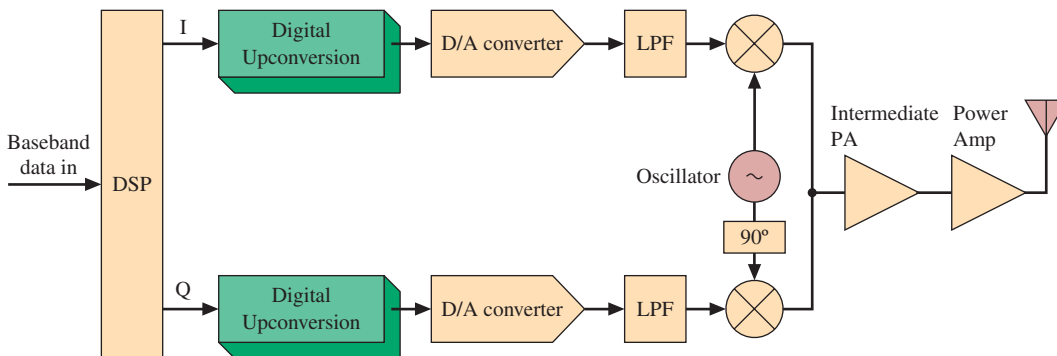 I
Digital
Upconversion
D/A converter
LPF
Baseband
data in
DSP
Oscillator
~
90º
Intermediate
PA
Power
Amp
Q
Digital
Upconversion
D/A converter
LPF